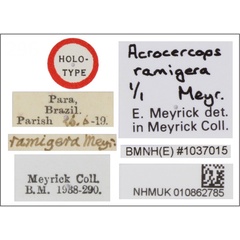 HOLO-
TYPE
Para,
Brazil.
Parish 26.6-19.
ramigera Meyr.
Meyrick Coll.
B.M. 1938-290.
Acrocercops
ramigera
1/1 Meyr.
E. Meyrick det.
in Meyrick Coll.
BMNH(E) #1037015
NHMUK 010862785